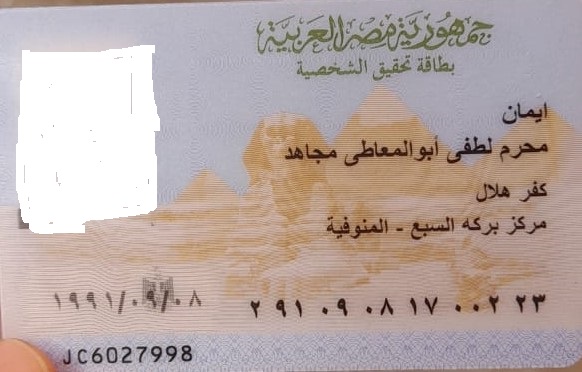 جمهورية مصر العربية
بطاقة تحقيق الشخصية
ايمان
محرم لطفى أبوالمعاطى مجاهد
كفر هلال
مركز بركه السبع - المنوفية
٢٩١٠٩٠٨١٧٠٠٢٢٣
١٩٩١/٠٩/٠٨
JC6027998